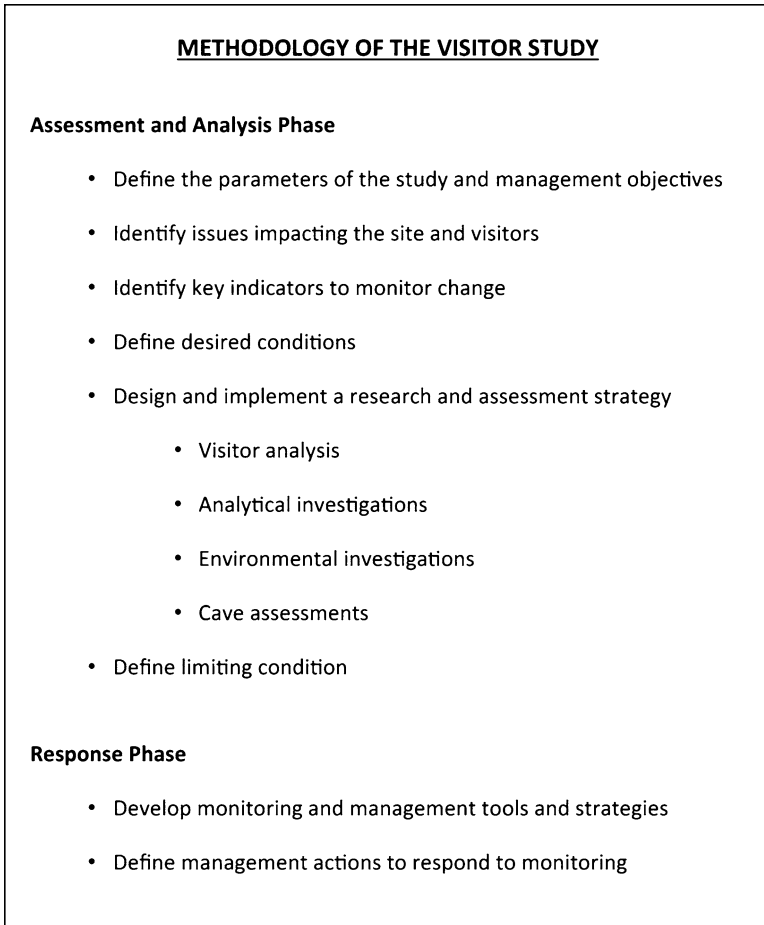 METHODOLOGY OF THE VISITOR STUDY
Assessment and Analysis Phase
• Define the parameters of the study and management objectives
• Identify issues impacting the site and visitors
• Identify key indicators to monitor change
• Define desired conditions
• Design and implement a research and assessment strategy
• Visitor analysis
• Analytical investigations
• Environmental investigations
• Cave assessments
• Define limiting condition
Response Phase
• Develop monitoring and management tools and strategies
• Define management actions to respond to monitoring